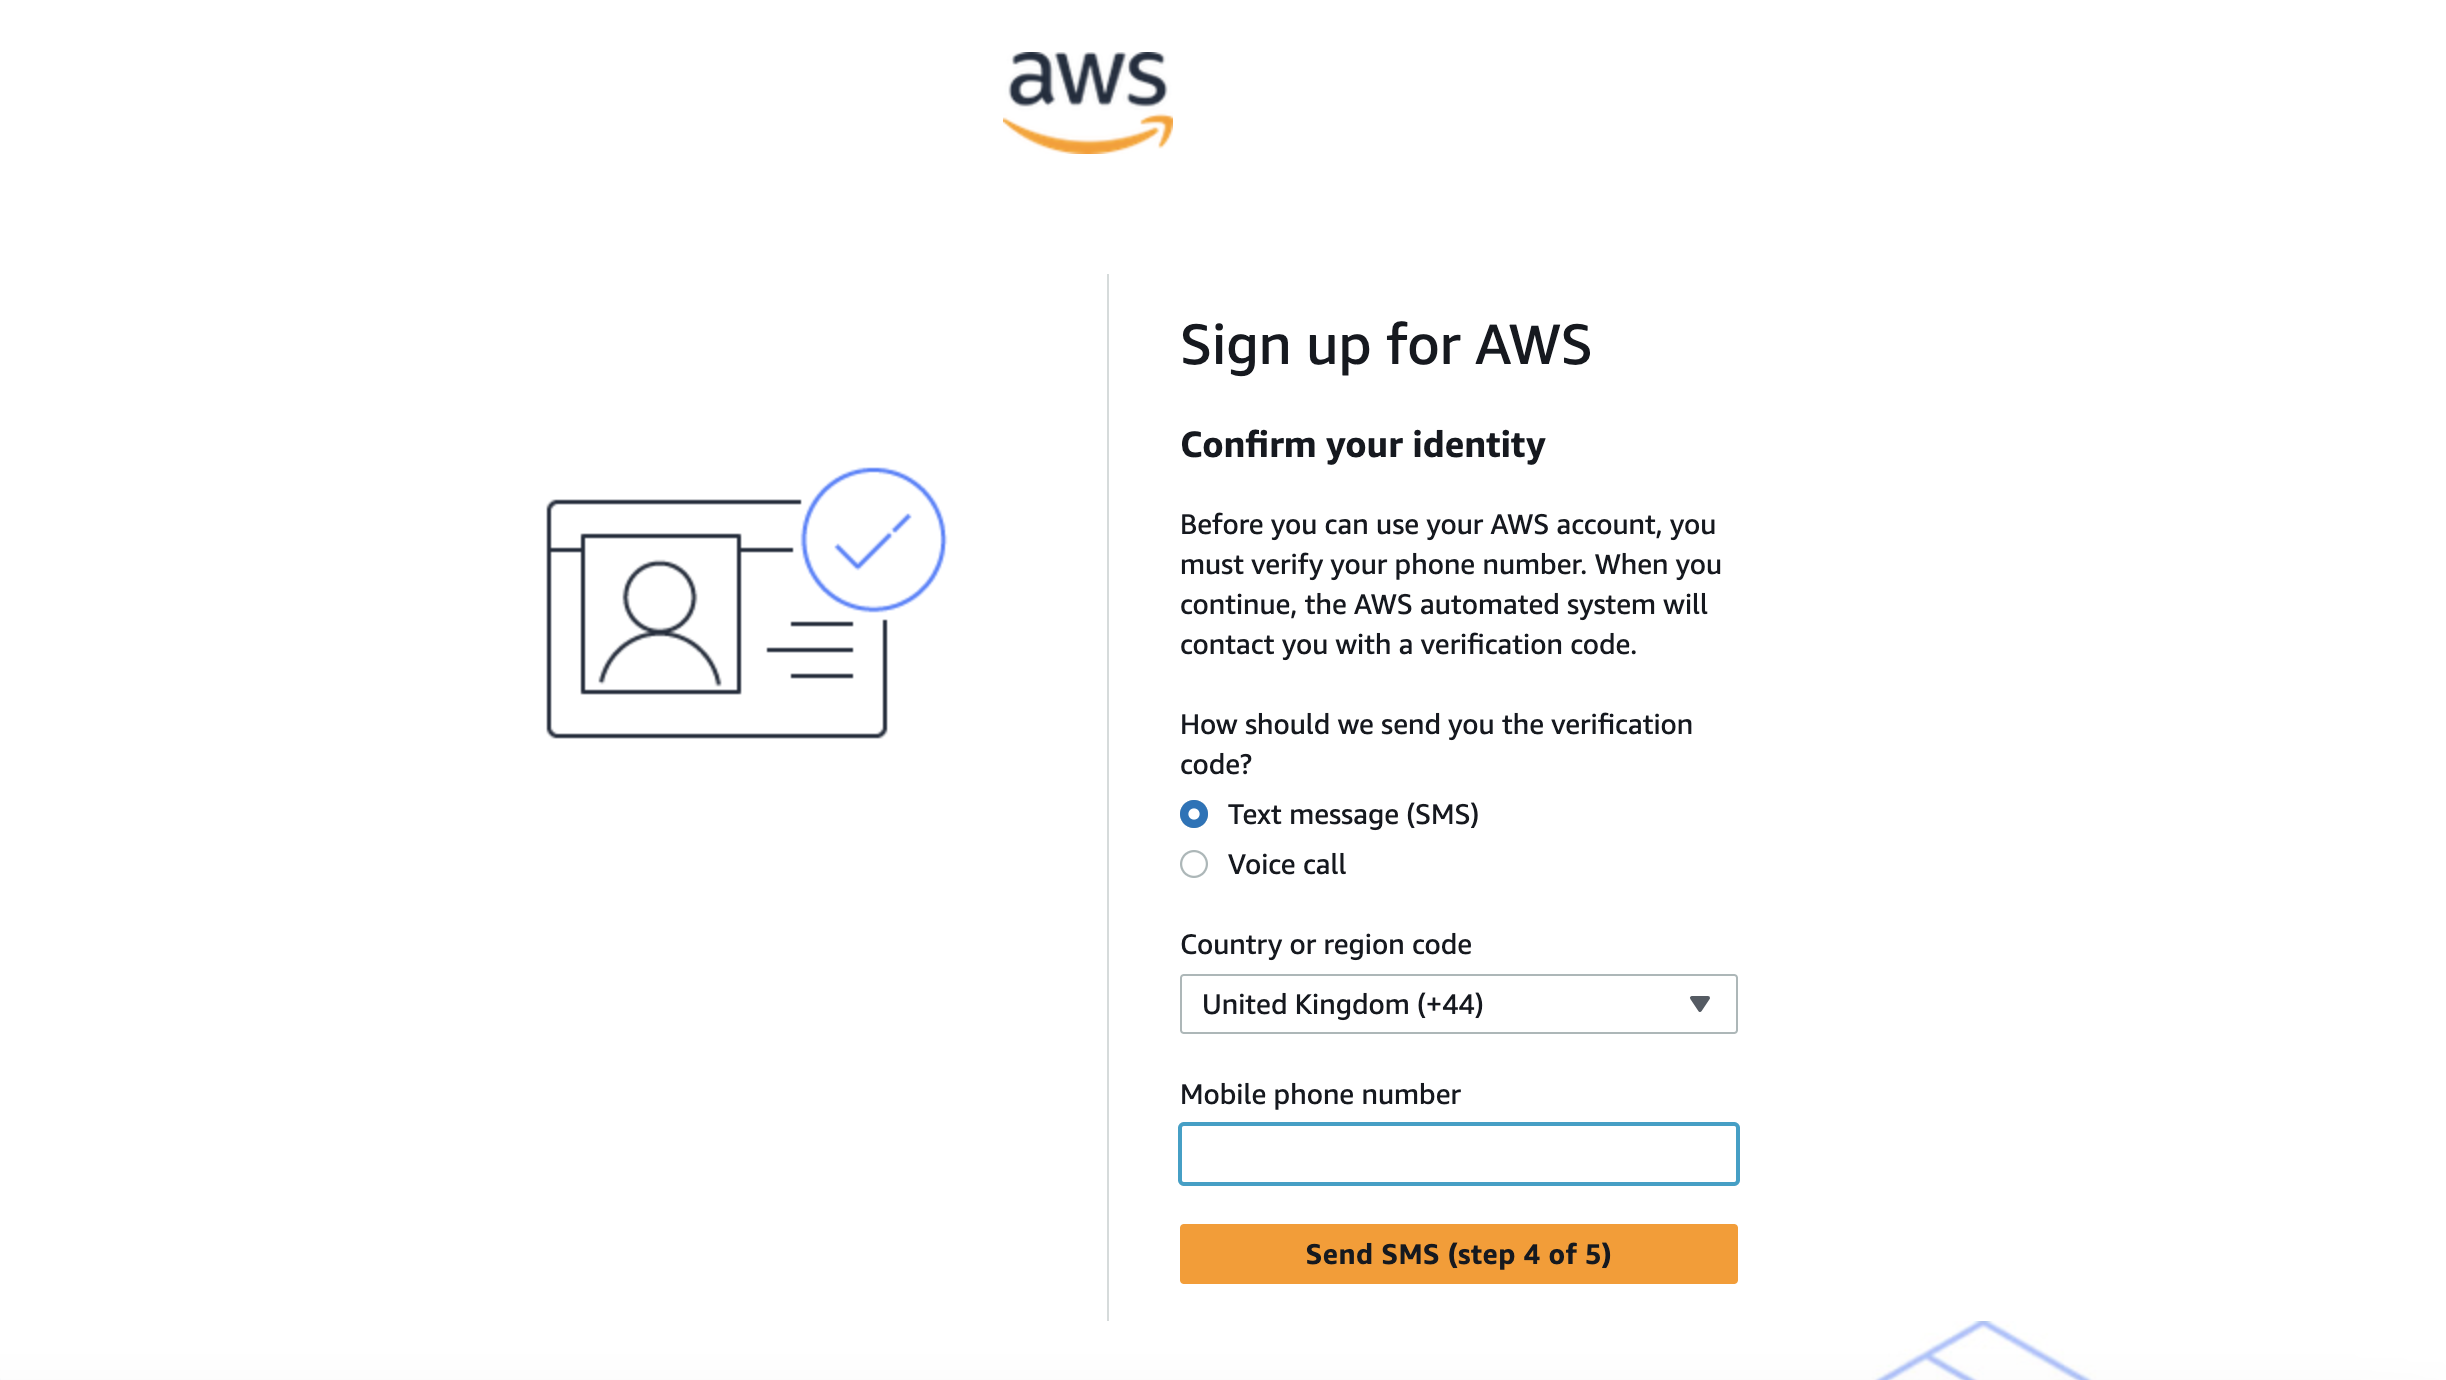 aws
Sign up for AWS
Confirm your identity
Before you can use your AWS account, you
must verify your phone number. When you
continue, the AWS automated system will
contact you with a verification code.
How should we send you the verification
code?
Text message (SMS)
Voice call
Country or region code
United Kingdom (+44)
Mobile phone number
Send SMS (step 4 of 5)